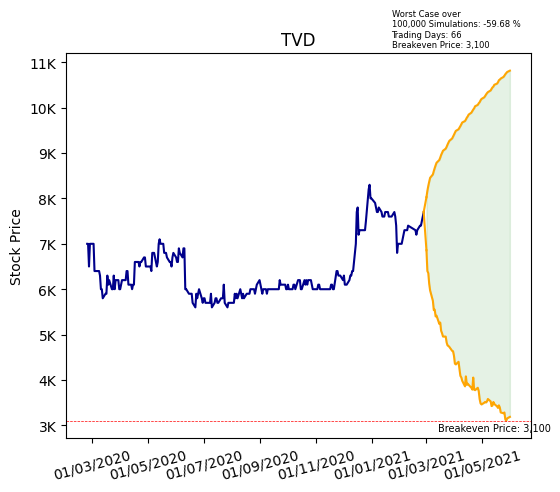 Worst Case over
100,000 Simulations: -59.68 %
Trading Days: 66
Breakeven Price: 3,100
TVD
Stock Price
11K
10K
9K
8K
7K
6K
5K
4K
3K
Breakeven Price: 3,100
01/03/2020
01/05/2020
01/07/2020
01/09/2020
01/11/2020
01/01/2021
01/03/2021
01/05/2021